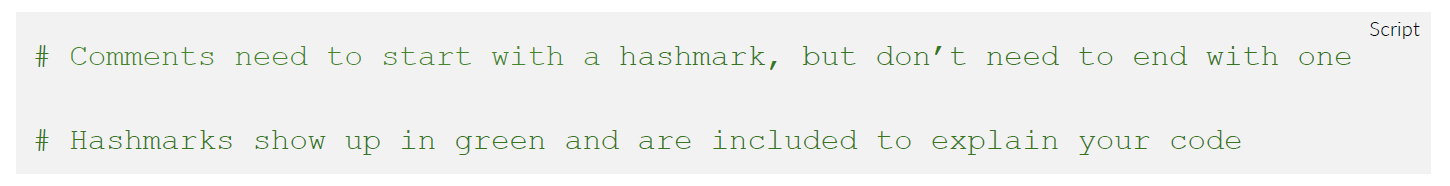 Script
# Comments need to start with a hashmark, but don’t need to end with one
# Hashmarks show up in green and are included to explain your code